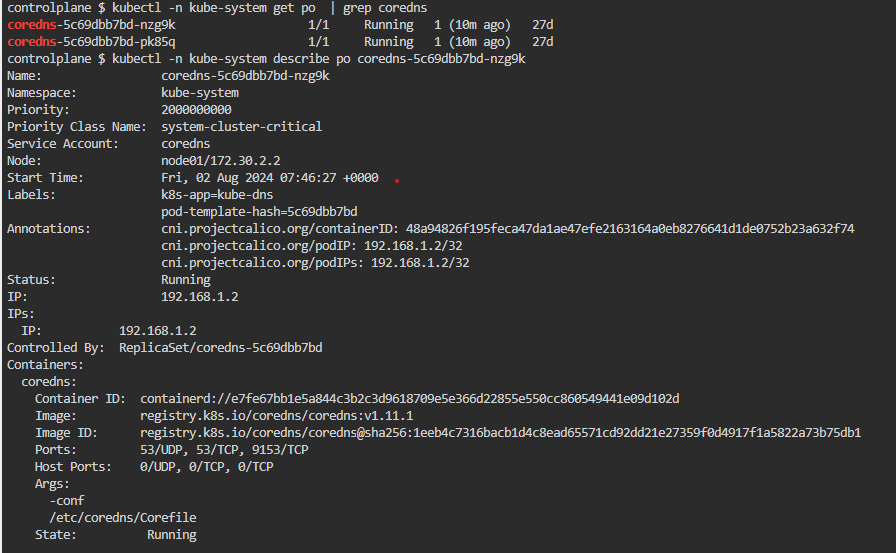 controlplane $ kubectl -n kube-system get po  | grep coredns
coredns-5c69dbb7bd-nzg9k                   1/1     Running   1 (10m ago)   27d
coredns-5c69dbb7bd-pk85q                   1/1     Running   1 (10m ago)   27d
controlplane $ kubectl -n kube-system describe po coredns-5c69dbb7bd-nzg9k
Name:                 coredns-5c69dbb7bd-nzg9k
Namespace:            kube-system
Priority:             2000000000
Priority Class Name:  system-cluster-critical
Service Account:      coredns
Node:                 node01/172.30.2.2
Start Time:           Fri, 02 Aug 2024 07:46:27 +0000
Labels:               k8s-app=kube-dns
                      pod-template-hash=5c69dbb7bd
Annotations:          cni.projectcalico.org/containerID: 48a94826f195feca47da1ae47efe2163164a0eb8276641d1de0752b23a632f74
                      cni.projectcalico.org/podIP: 192.168.1.2/32
                      cni.projectcalico.org/podIPs: 192.168.1.2/32
Status:               Running
IP:                   192.168.1.2
IPs:
  IP:           192.168.1.2
Controlled By:  ReplicaSet/coredns-5c69dbb7bd
Containers:
  coredns:
    Container ID:  containerd://e7fe67bb1e5a844c3b2c3d9618709e5e366d22855e550cc860549441e09d102d
    Image:         registry.k8s.io/coredns/coredns:v1.11.1
    Image ID:      registry.k8s.io/coredns/coredns@sha256:1eeb4c7316bacb1d4c8ead65571cd92dd21e27359f0d4917f1a5822a73b75db1
    Ports:         53/UDP, 53/TCP, 9153/TCP
    Host Ports:    0/UDP, 0/TCP, 0/TCP
    Args:
      -conf
      /etc/coredns/Corefile
    State:          Running